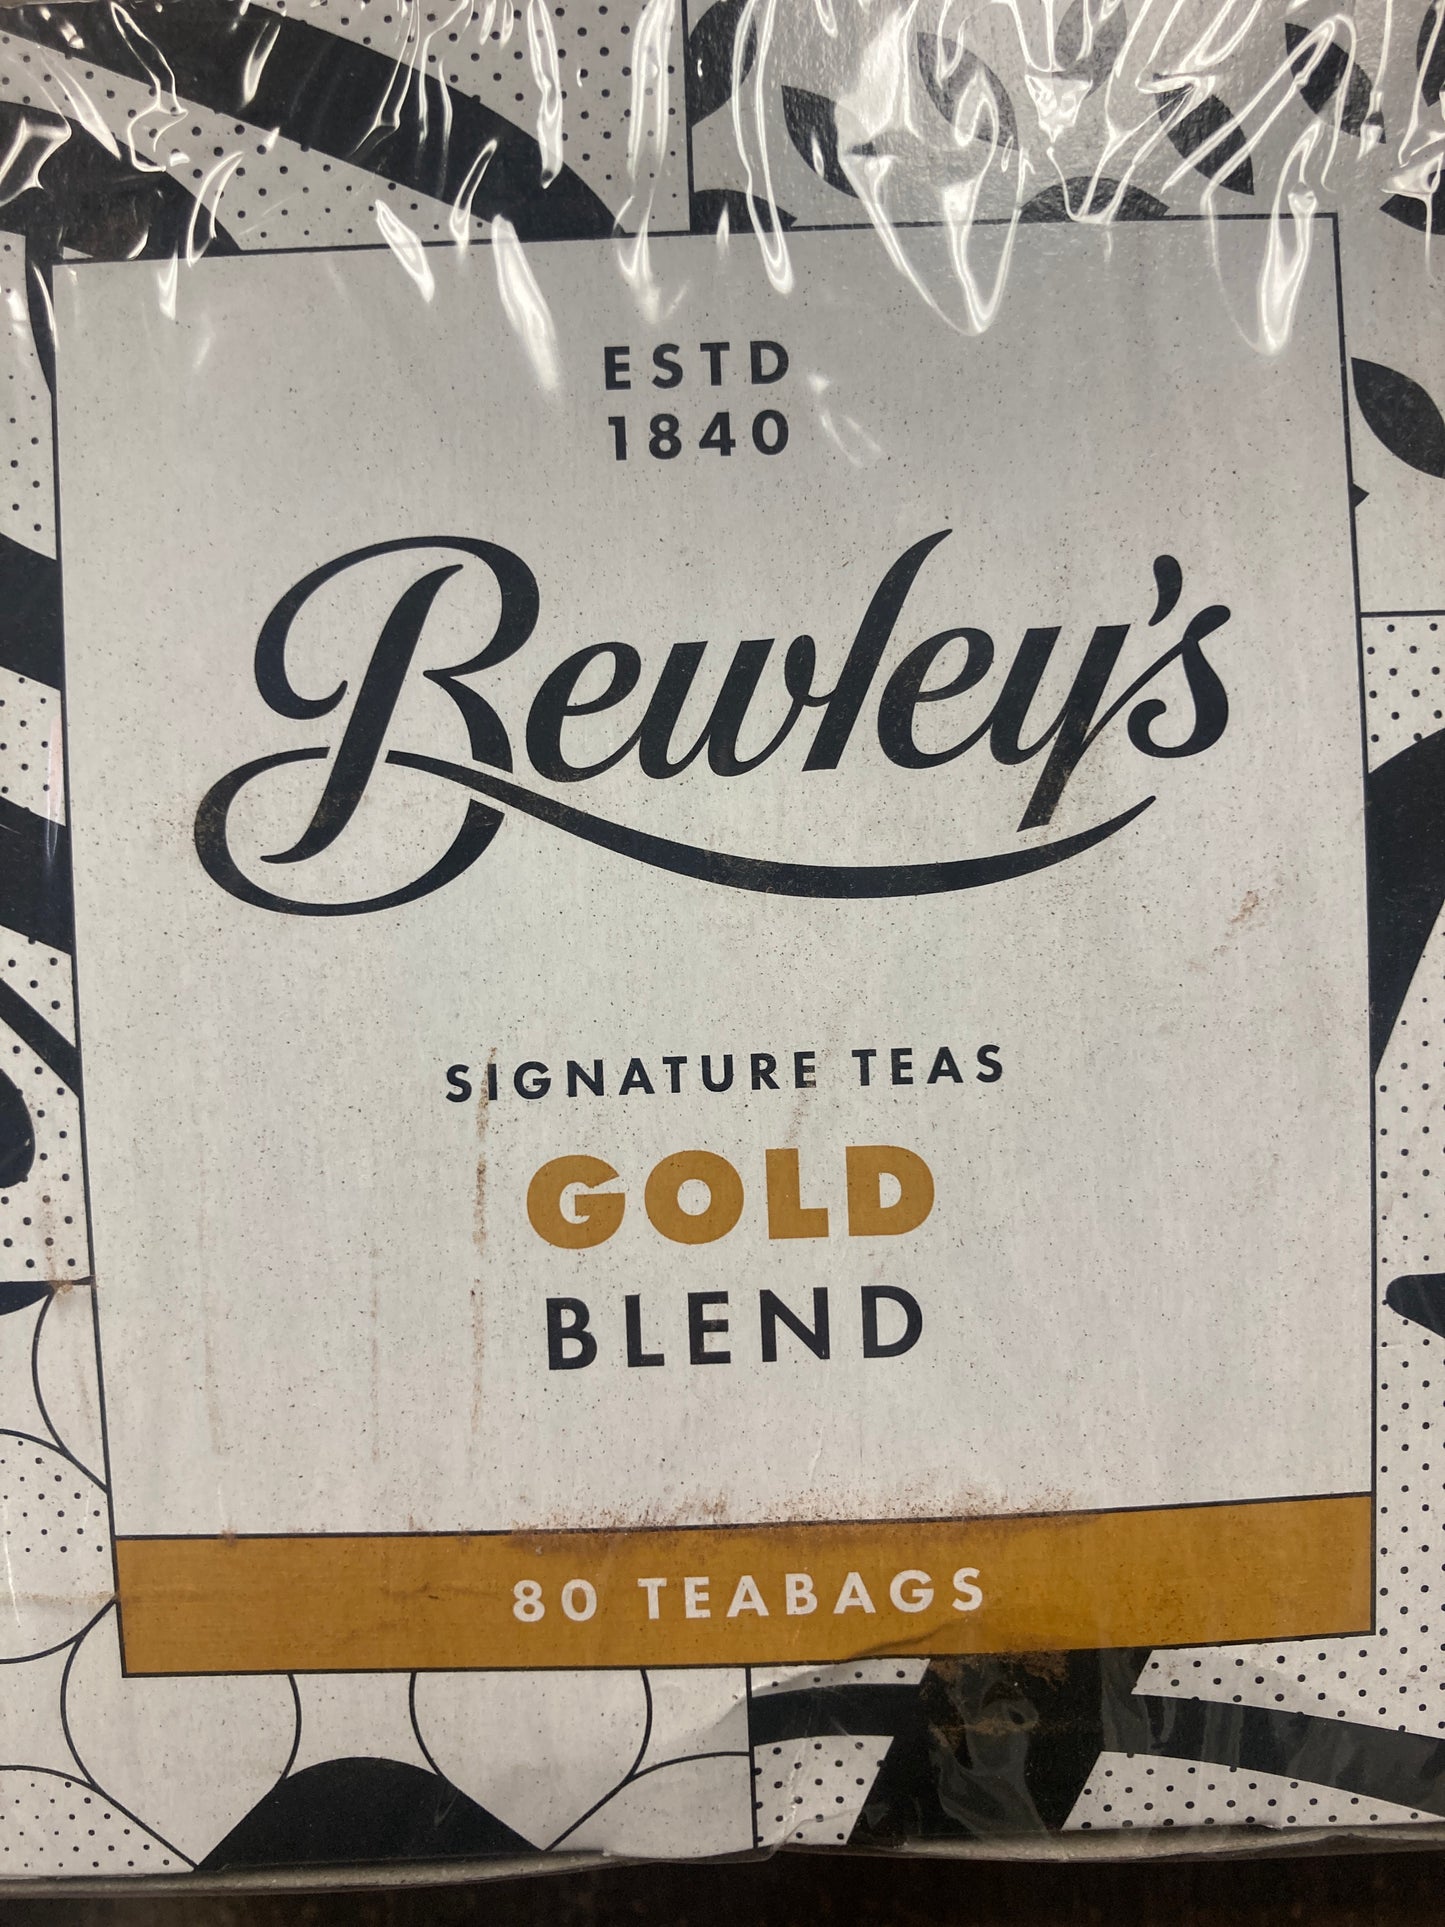 ESTD
1840
Bewley's
SIGNATURE TEAS
GOLD
BLEND
80 TEABAGS